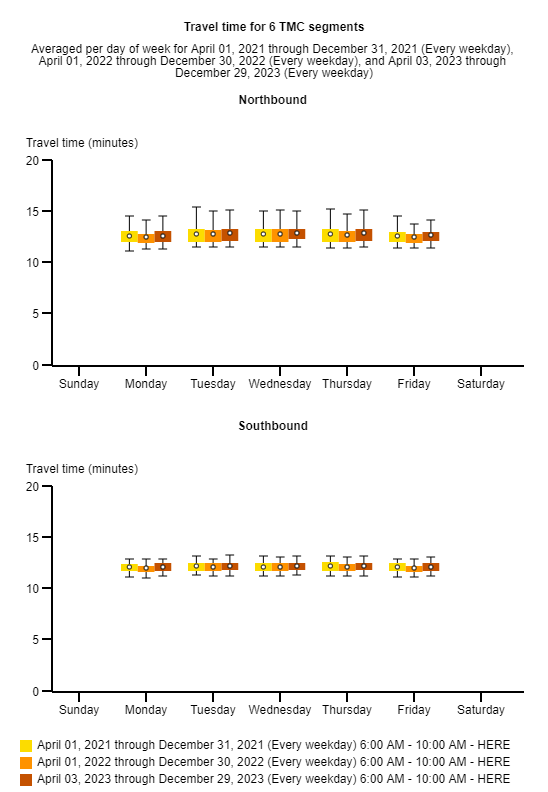 Travel time for 6 TMC segments
Averaged per day of week for April 01, 2021 through December 31, 2021 (Every weekday),
April 01, 2022 through December 30, 2022 (Every weekday), and April 03, 2023 through
December 29, 2023 (Every weekday)
Northbound
Travel time (minutes)
20
15
10
5
0
Sunday Monday Tuesday Wednesday Thursday Friday Saturday
Southbound
Travel time (minutes)
20
15
10
5
0
Sunday Monday Tuesday Wednesday Thursday Friday Saturday
April 01, 2021 through December 31, 2021 (Every weekday) 6:00 AM - 10:00 AM - HERE
April 01, 2022 through December 30, 2022 (Every weekday) 6:00 AM - 10:00 AM - HERE
April 03, 2023 through December 29, 2023 (Every weekday) 6:00 AM - 10:00 AM - HERE